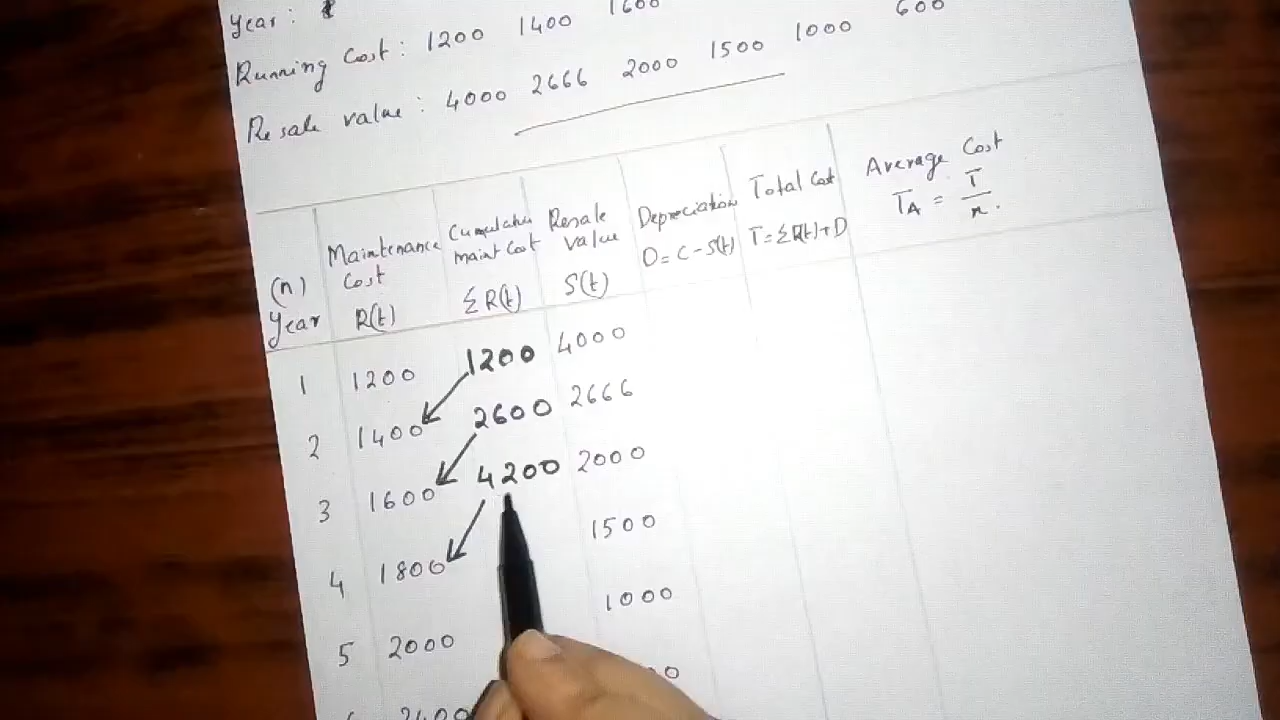 Year :
Running Cost : 1200 1400 1600
Resale value : 4000 2666 2000 1500 1000 600
(n) Year
Maintenance Cost R(t)
Cumulative maint Cost ΣR(t)
Resale value S(t)
Depreciation D = C - S(t)
Total Cost T = ΣR(t) + D
Average Cost T_A = T/n.
1 1200 1200 4000
2 1400 2600 2666
3 1600 4200 2000
4 1800 1500
5 2000 1000